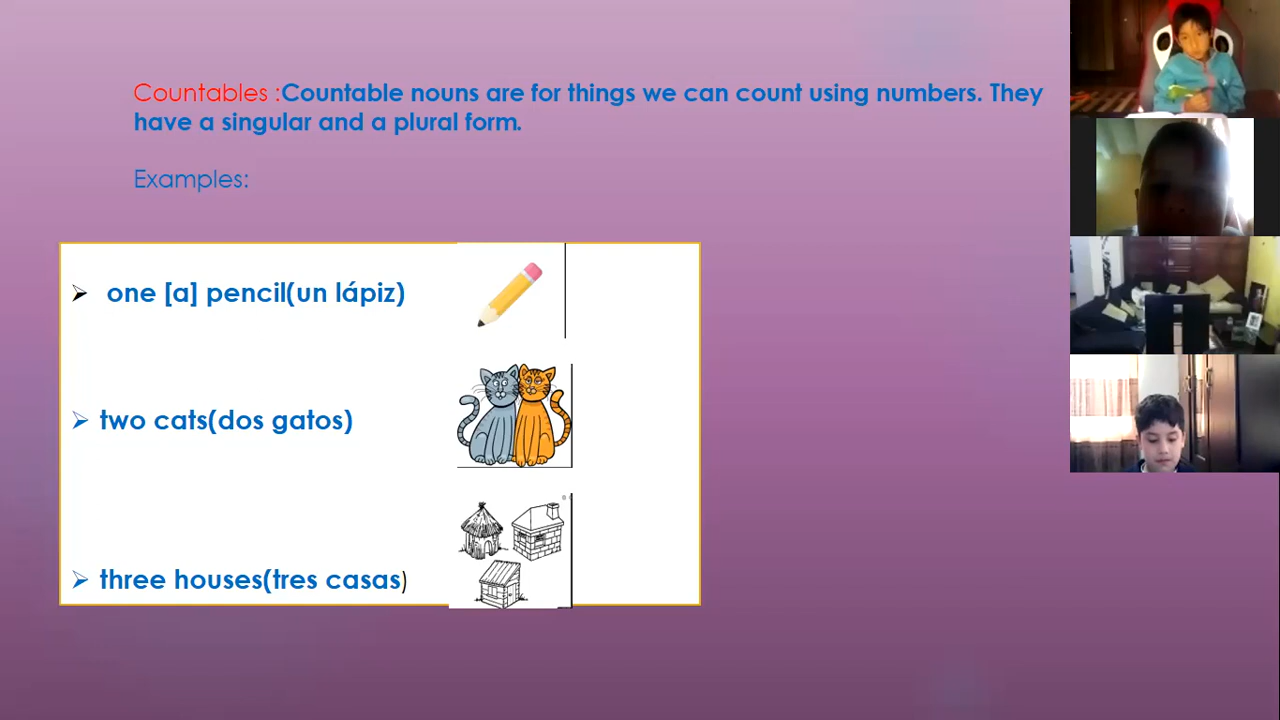 Countables :Countable nouns are for things we can count using numbers. They
have a singular and a plural form.
Examples:
one [a] pencil(un lápiz)
two cats(dos gatos)
three houses(tres casas)